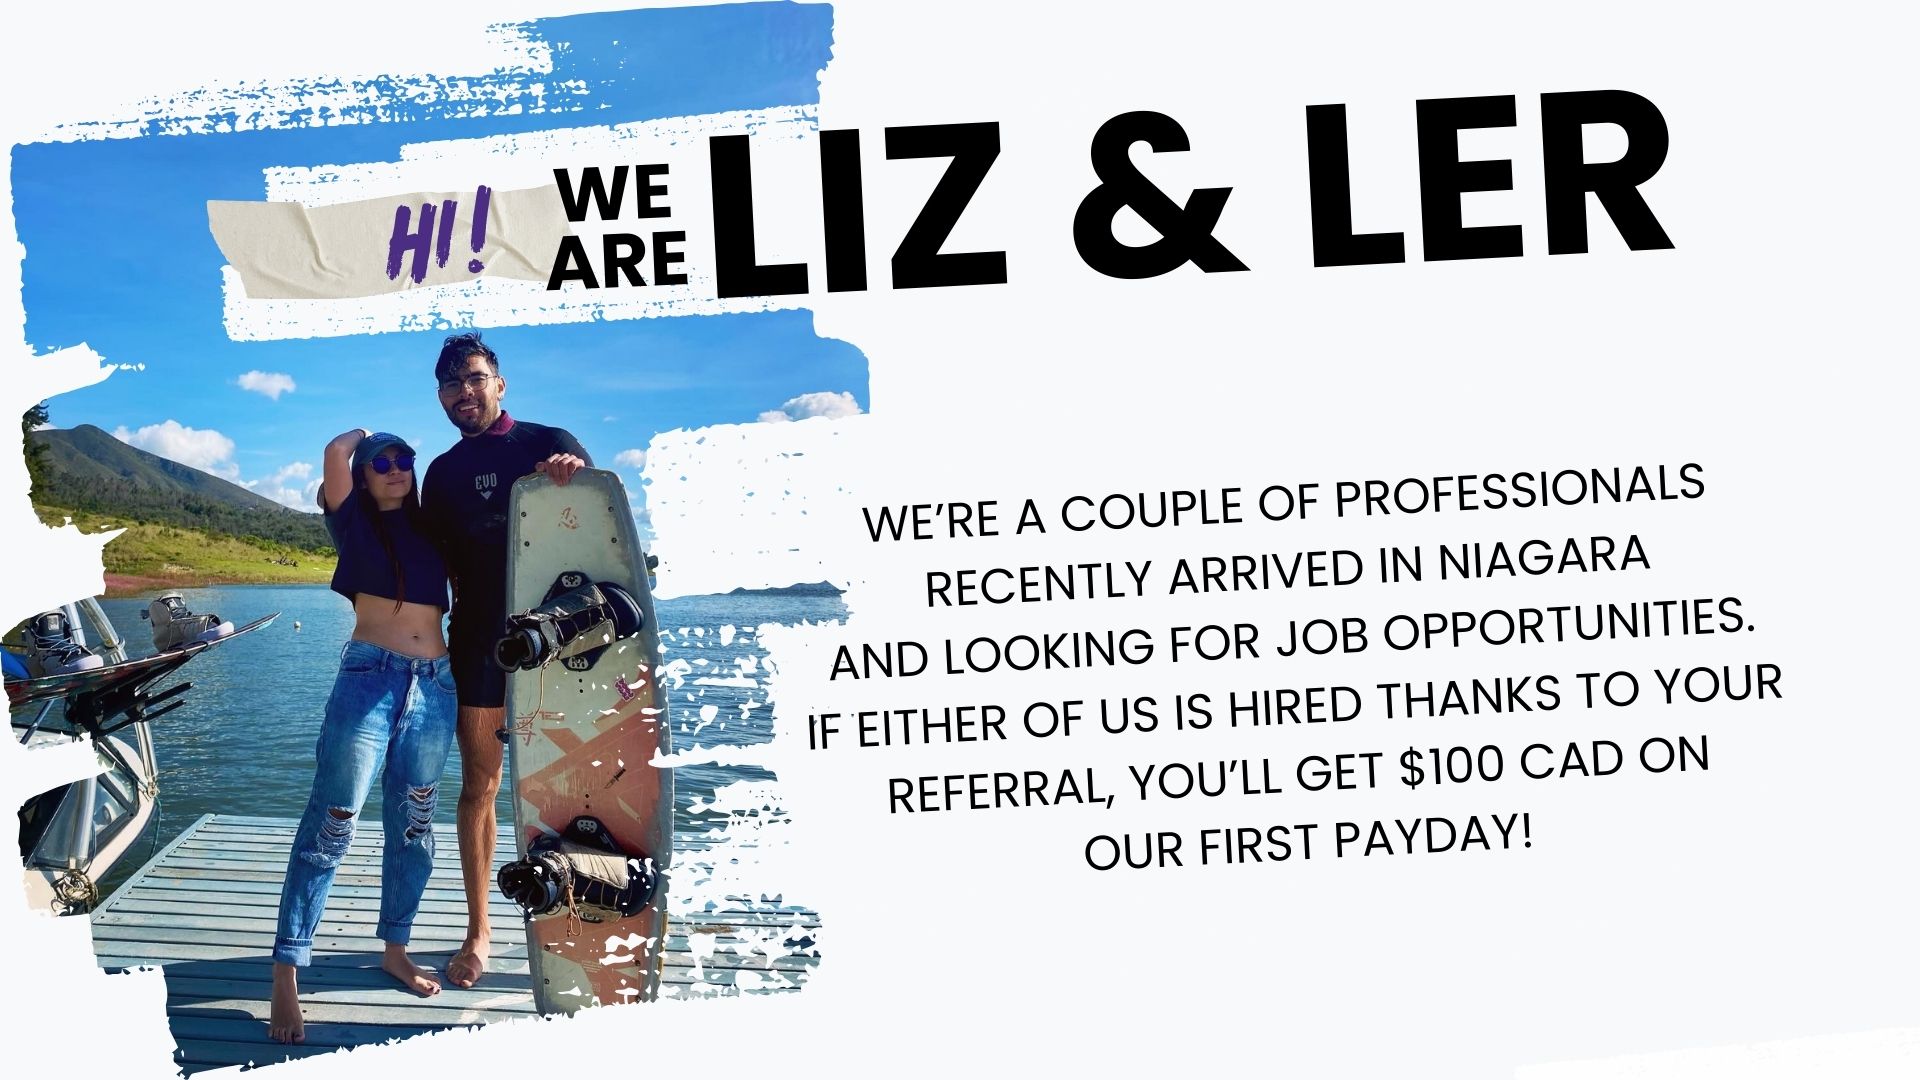 HI!
WE
ARE
LIZ & LER
EVO
WE’RE A COUPLE OF PROFESSIONALS
RECENTLY ARRIVED IN NIAGARA
AND LOOKING FOR JOB OPPORTUNITIES.
IF EITHER OF US IS HIRED THANKS TO YOUR
REFERRAL, YOU’LL GET $100 CAD ON
OUR FIRST PAYDAY!